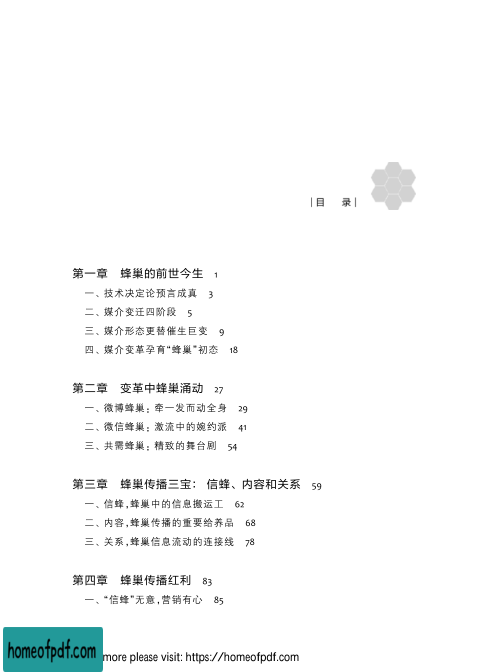 |目 录|
第一章 蜂巢的前世今生 1
一、技术决定论预言成真 3
二、媒介变迁四阶段 5
三、媒介形态更替催生巨变 9
四、媒介变革孕育“蜂巢”初态 18
第二章 变革中蜂巢涌动 27
一、微博蜂巢：牵一发而动全身 29
二、微信蜂巢：激流中的婉约派 41
三、共需蜂巢：精致的舞台剧 54
第三章 蜂巢传播三宝：信蜂、内容和关系 59
一、信蜂,蜂巢中的信息搬运工 62
二、内容,蜂巢传播的重要给养品 68
三、关系,蜂巢信息流动的连接线 78
第四章 蜂巢传播红利 83
一、“信蜂”无意,营销有心 85
homeofpdf.com
more please visit: https://homeofpdf.com